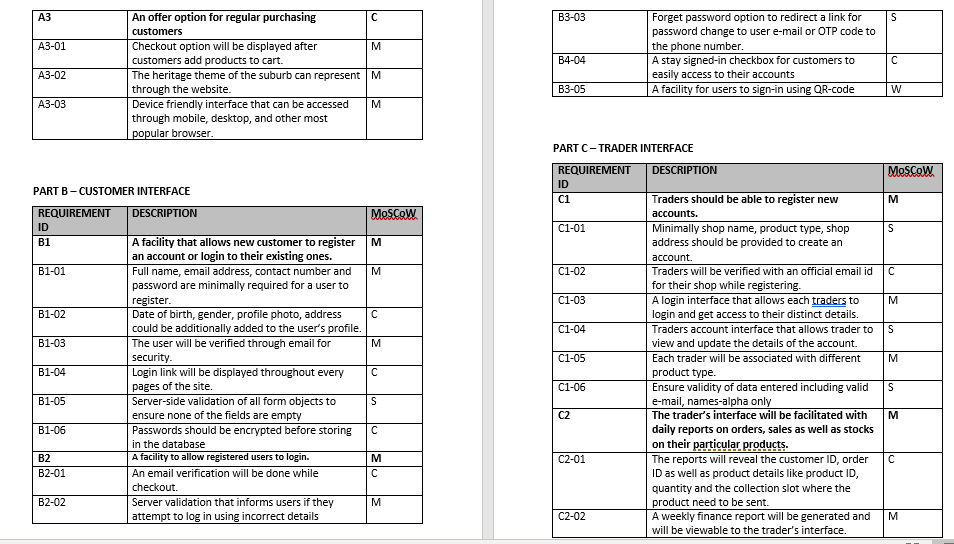 A3 An offer option for regular purchasing C
customers
A3-01 Checkout option will be displayed after M
customers add products to cart.
A3-02 The heritage theme of the suburb can represent M
through the website.
A3-03 Device friendly interface that can be accessed M
through mobile, desktop, and other most
popular browser.
PART B – CUSTOMER INTERFACE
REQUIREMENT DESCRIPTION MoSCoW
ID
B1 A facility that allows new customer to register M
an account or login to their existing ones.
B1-01 Full name, email address, contact number and M
password are minimally required for a user to
register.
B1-02 Date of birth, gender, profile photo, address C
could be additionally added to the user's profile.
B1-03 The user will be verified through email for M
security.
B1-04 Login link will be displayed throughout every C
pages of the site.
B1-05 Server-side validation of all form objects to S
ensure none of the fields are empty
B1-06 Passwords should be encrypted before storing C
in the database
B2 A facility to allow registered users to login. M
B2-01 An email verification will be done while C
checkout.
B2-02 Server validation that informs users if they M
attempt to log in using incorrect details
B3-03 Forget password option to redirect a link for S
password change to user e-mail or OTP code to
the phone number.
B4-04 A stay signed-in checkbox for customers to C
easily access to their accounts
B3-05 A facility for users to sign-in using QR-code W
PART C – TRADER INTERFACE
REQUIREMENT DESCRIPTION MoSCoW
ID
C1 Traders should be able to register new M
accounts.
C1-01 Minimally shop name, product type, shop S
address should be provided to create an
account.
C1-02 Traders will be verified with an official email id C
for their shop while registering.
C1-03 A login interface that allows each traders to M
login and get access to their distinct details.
C1-04 Traders account interface that allows trader to S
view and update the details of the account.
C1-05 Each trader will be associated with different M
product type.
C1-06 Ensure validity of data entered including valid S
e-mail, names-alpha only
C2 The trader's interface will be facilitated with M
daily reports on orders, sales as well as stocks
on their particular products.
C2-01 The reports will reveal the customer ID, order C
ID as well as product details like product ID,
quantity and the collection slot where the
product need to be sent.
C2-02 A weekly finance report will be generated and M
will be viewable to the trader's interface.